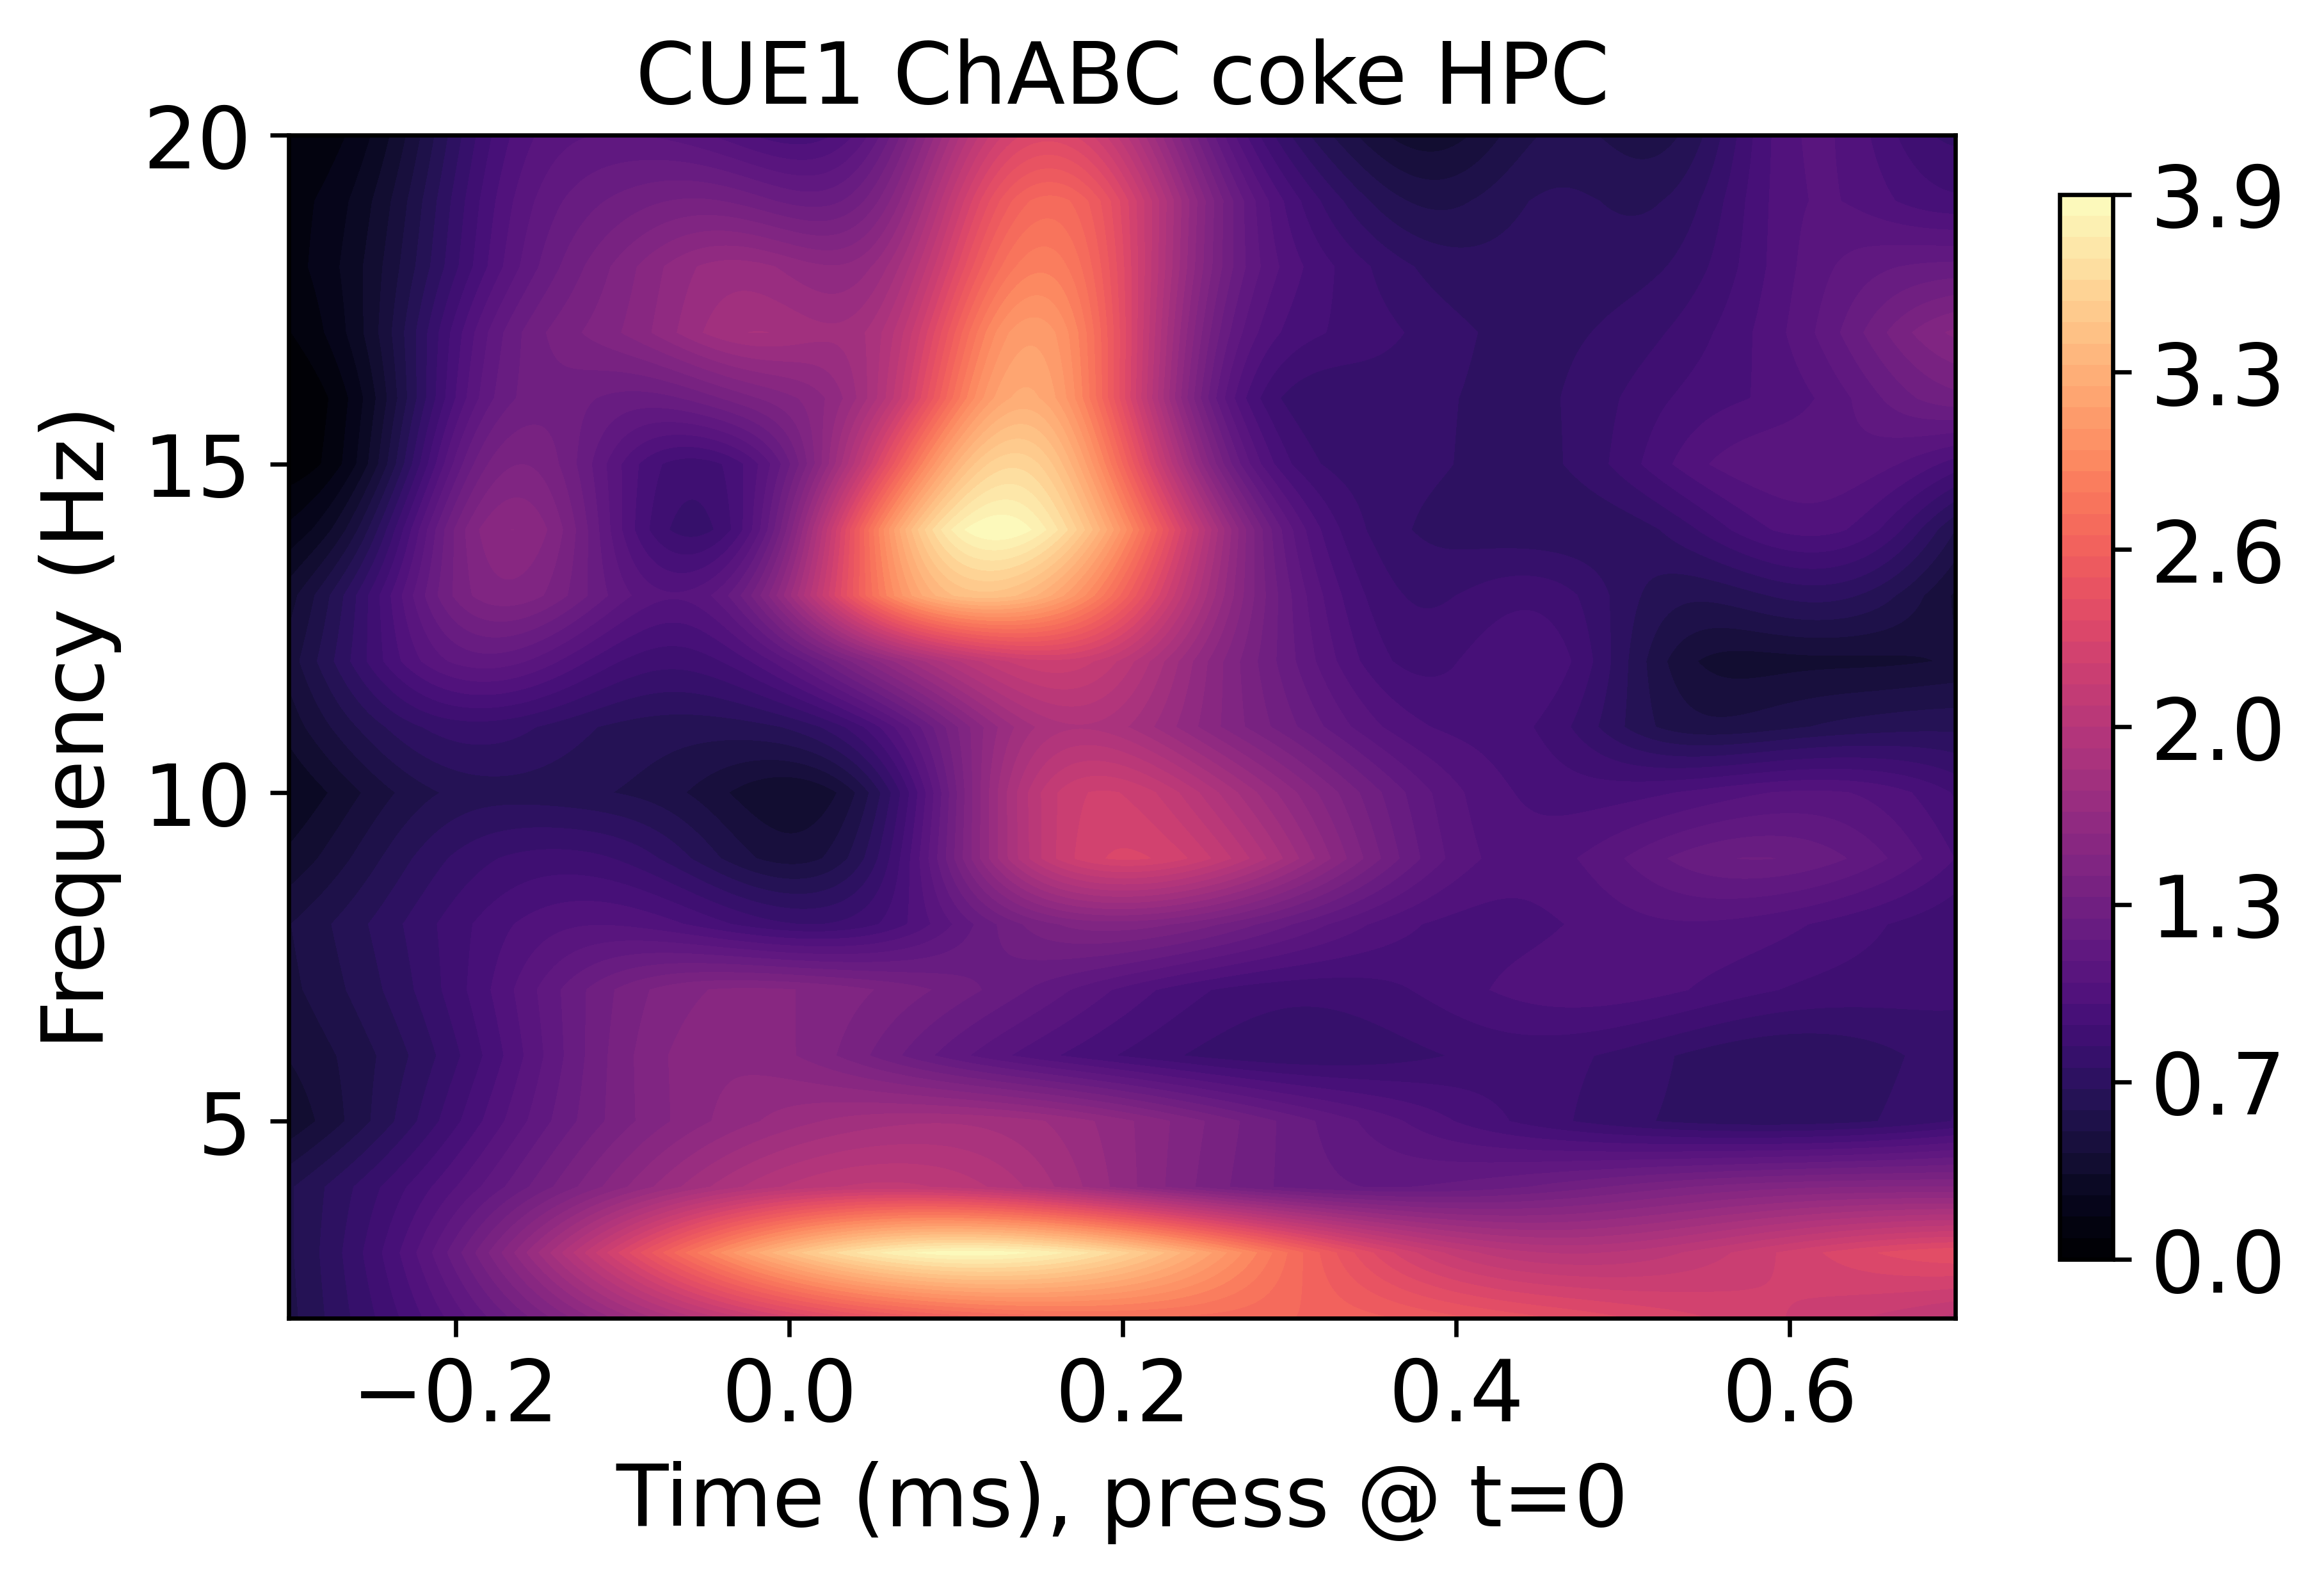 CUE1 ChABC coke HPC
Frequency (Hz)
20
15
10
5
−0.2 0.0 0.2 0.4 0.6
Time (ms), press @ t=0
3.9
3.3
2.6
2.0
1.3
0.7
0.0